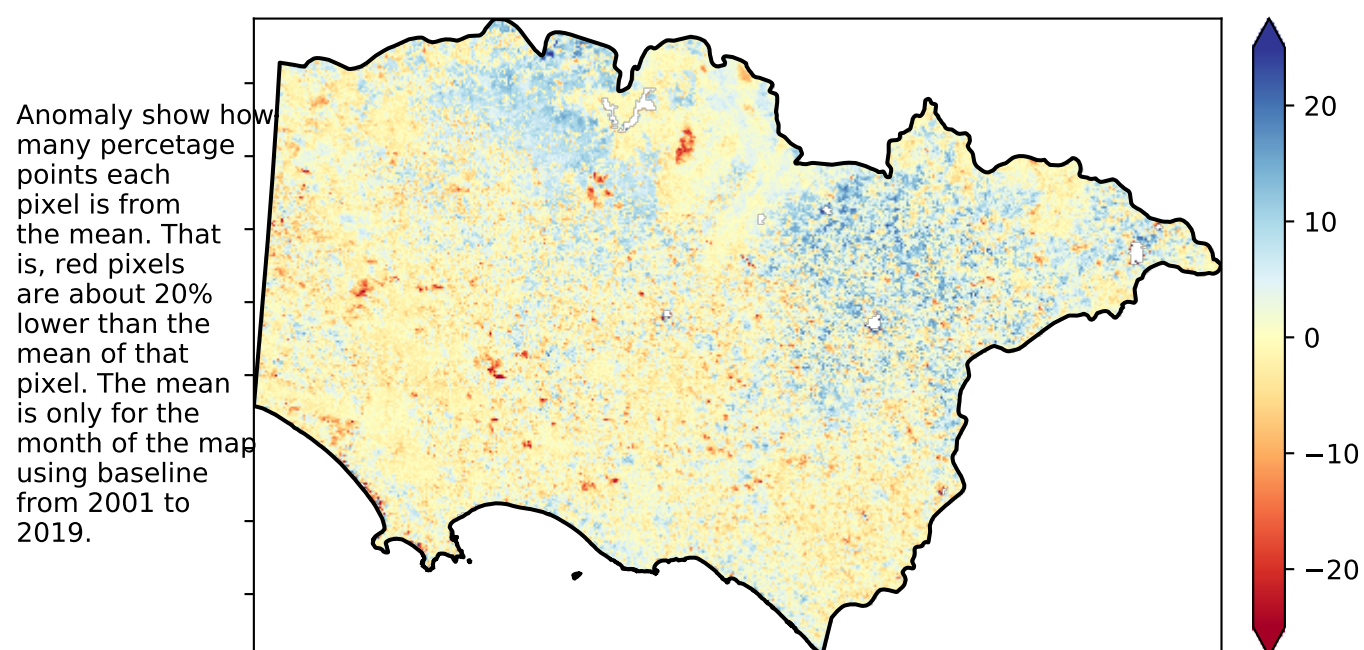 Anomaly show how
many percetage
points each
pixel is from
the mean. That
is, red pixels
are about 20%
lower than the
mean of that
pixel. The mean
is only for the
month of the map
using baseline
from 2001 to
2019.
20
10
0
−10
−20